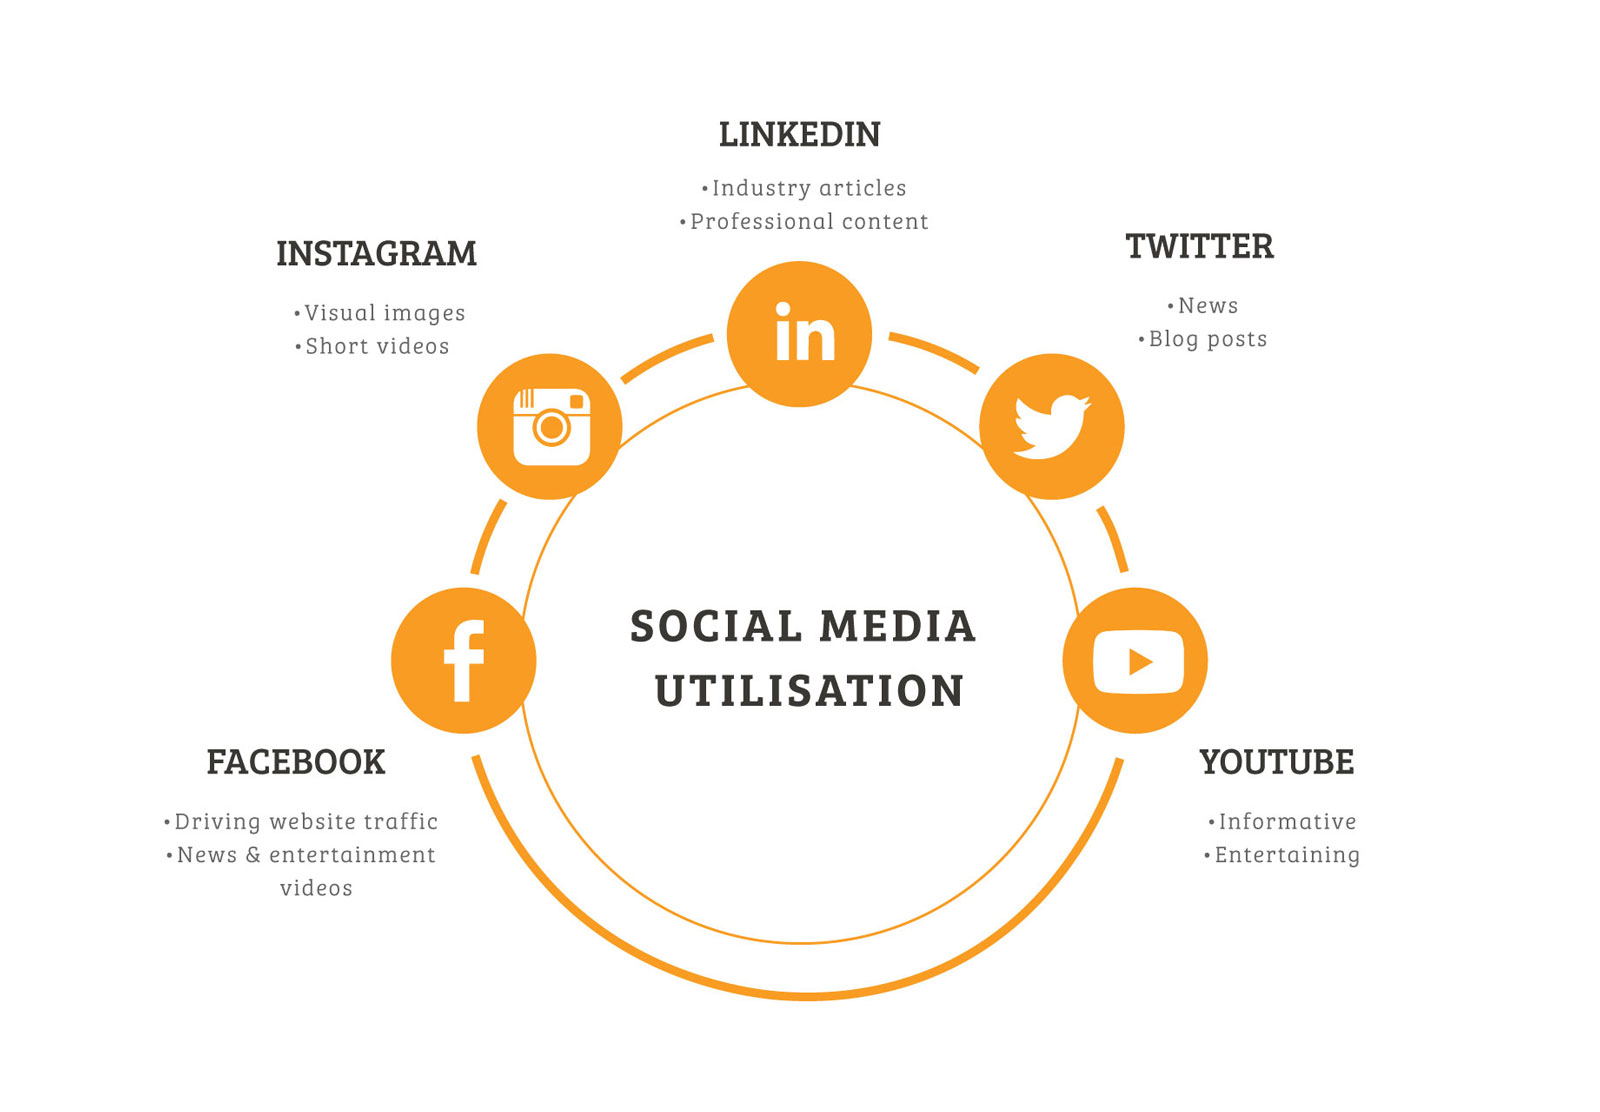 LINKEDIN
•Industry articles
•Professional content
INSTAGRAM
•Visual images
•Short videos
TWITTER
•News
•Blog posts
in
f
SOCIAL MEDIA
UTILISATION
FACEBOOK
•Driving website traffic
•News & entertainment
videos
YOUTUBE
•Informative
•Entertaining